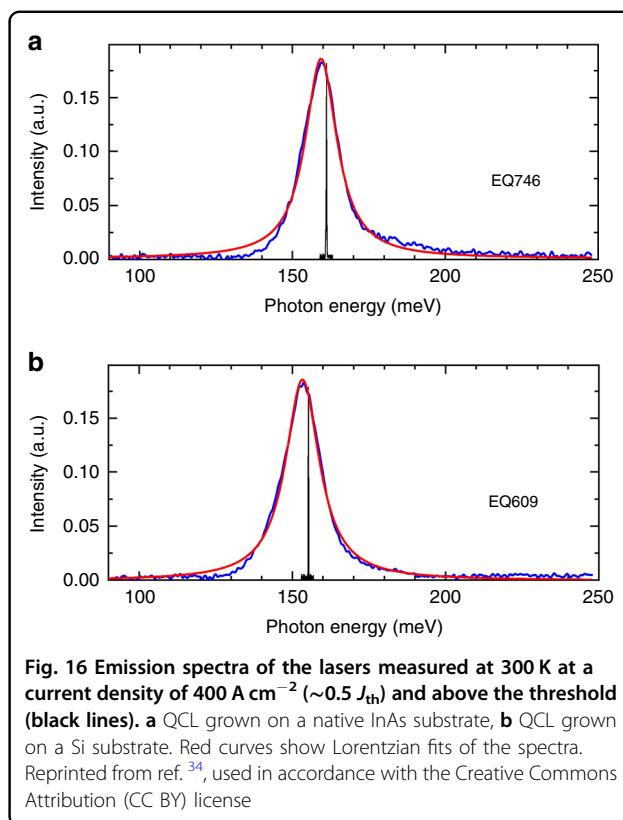 a
Intensity (a.u.)
0.15
0.10
0.05
0.00
EQ746
100
150
200
250
Photon energy (meV)
b
Intensity (a.u.)
0.15
0.10
0.05
0.00
EQ609
100
150
200
250
Photon energy (meV)
Fig. 16 Emission spectra of the lasers measured at 300 K at a
current density of 400 A cm⁻² (~0.5 Jth) and above the threshold
(black lines). a QCL grown on a native InAs substrate, b QCL grown
on a Si substrate. Red curves show Lorentzian fits of the spectra.
Reprinted from ref. ³⁴, used in accordance with the Creative Commons
Attribution (CC BY) license